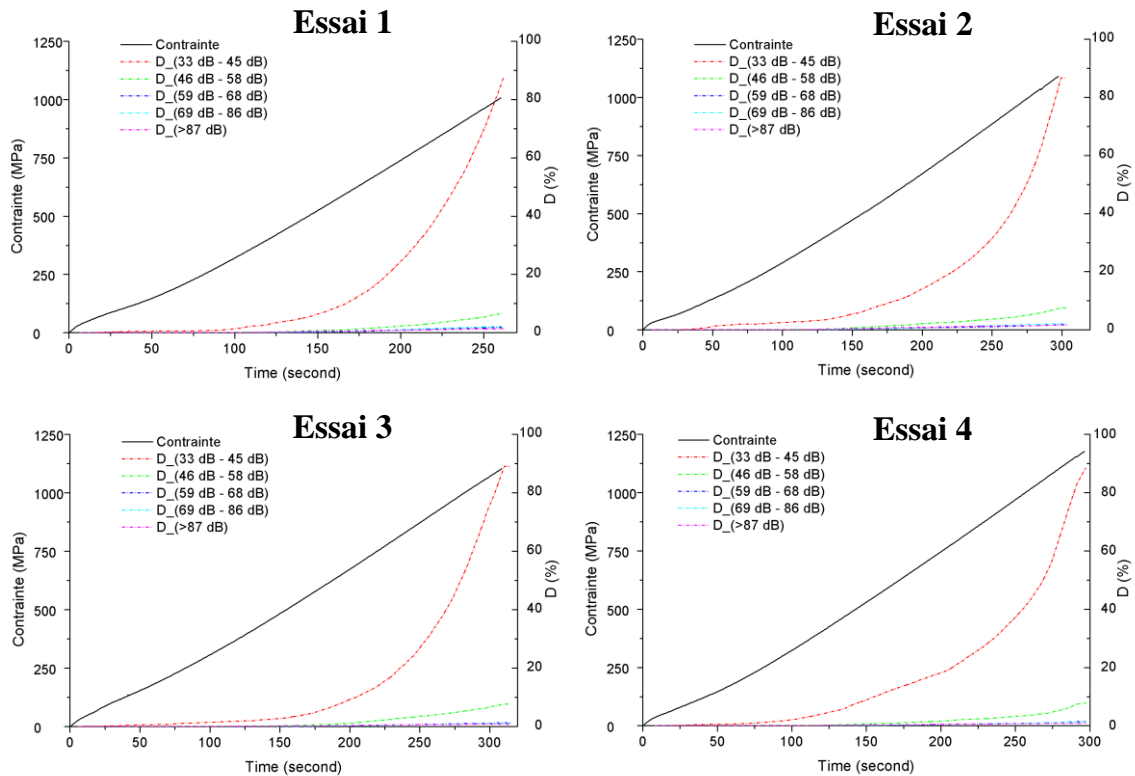 Essai 1
Contrainte
D_(33 dB - 45 dB)
D_(46 dB - 58 dB)
D_(59 dB - 68 dB)
D_(69 dB - 86 dB)
D_(>87 dB)
1250
1000
750
500
250
0
Contrainte (MPa)
100
80
60
40
20
0
D (%)
0 50 100 150 200 250
Time (second)
Essai 2
Contrainte
D_(33 dB - 45 dB)
D_(46 dB - 58 dB)
D_(59 dB - 68 dB)
D_(69 dB - 86 dB)
D_(>87 dB)
1250
1000
750
500
250
0
Contrainte (MPa)
100
80
60
40
20
0
D (%)
0 50 100 150 200 250 300
Time (second)
Essai 3
Contrainte
D_(33 dB - 45 dB)
D_(46 dB - 58 dB)
D_(59 dB - 68 dB)
D_(69 dB - 86 dB)
D_(>87 dB)
1250
1000
750
500
250
0
Contrainte (MPa)
100
80
60
40
20
0
D (%)
0 50 100 150 200 250 300
Time (second)
Essai 4
Contrainte
D_(33 dB - 45 dB)
D_(46 dB - 58 dB)
D_(59 dB - 68 dB)
D_(69 dB - 86 dB)
D_(>87 dB)
1250
1000
750
500
250
0
Contrainte (MPa)
100
80
60
40
20
0
D (%)
0 50 100 150 200 250 300
Time (second)